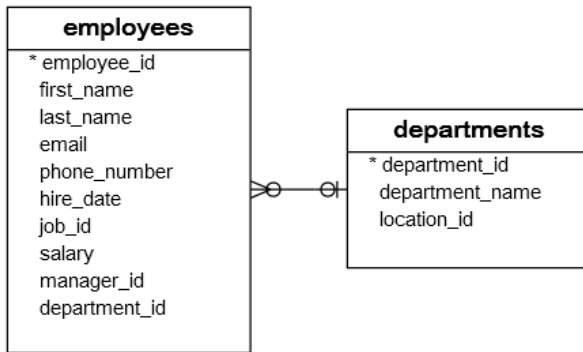 employees
* employee_id
first_name
last_name
email
phone_number
hire_date
job_id
salary
manager_id
department_id
departments
* department_id
department_name
location_id